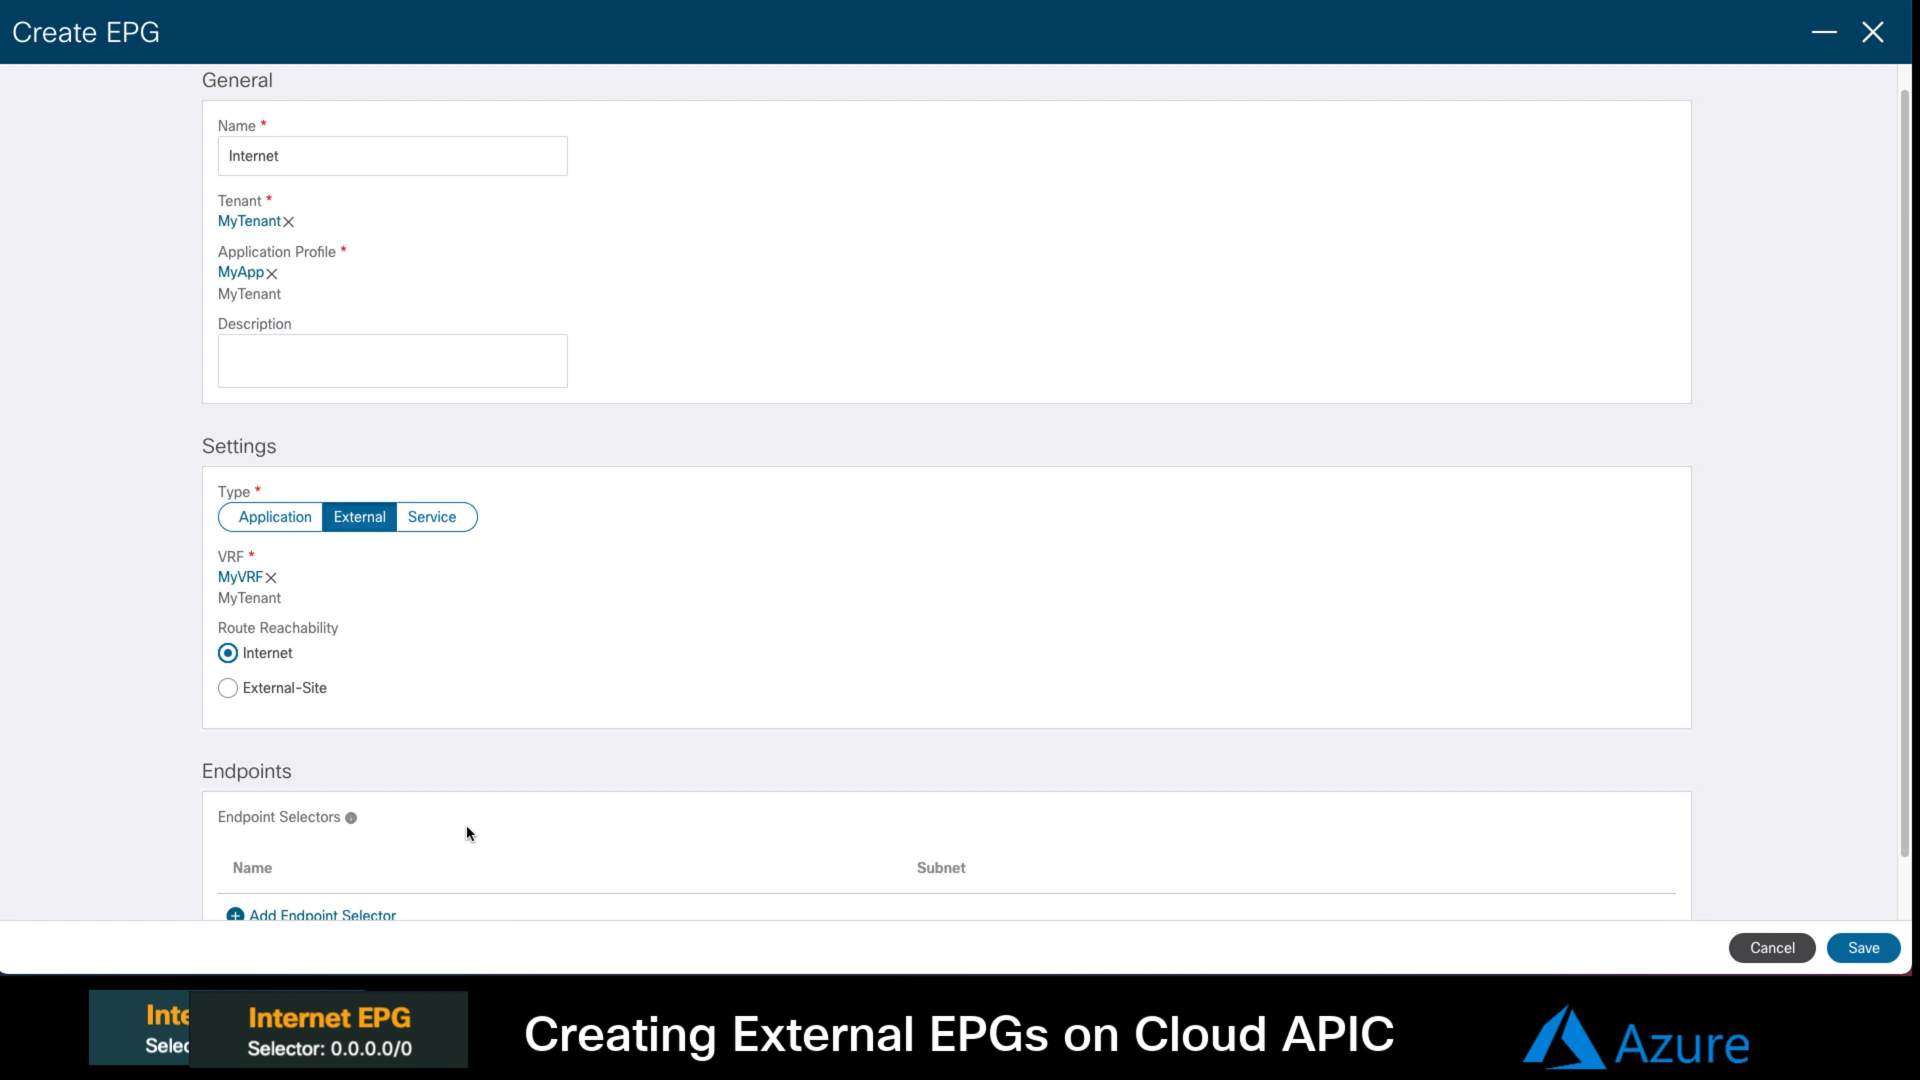 Create EPG
General
Name *
Internet
Tenant *
MyTenant
Application Profile *
MyApp
MyTenant
Description
Settings
Type *
Application External Service
VRF *
MyVRF
MyTenant
Route Reachability
Internet
External-Site
Endpoints
Endpoint Selectors
Name Subnet
Add Endpoint Selector
Cancel Save
Internet EPG
Selector: 0.0.0.0/0
Creating External EPGs on Cloud APIC
Azure